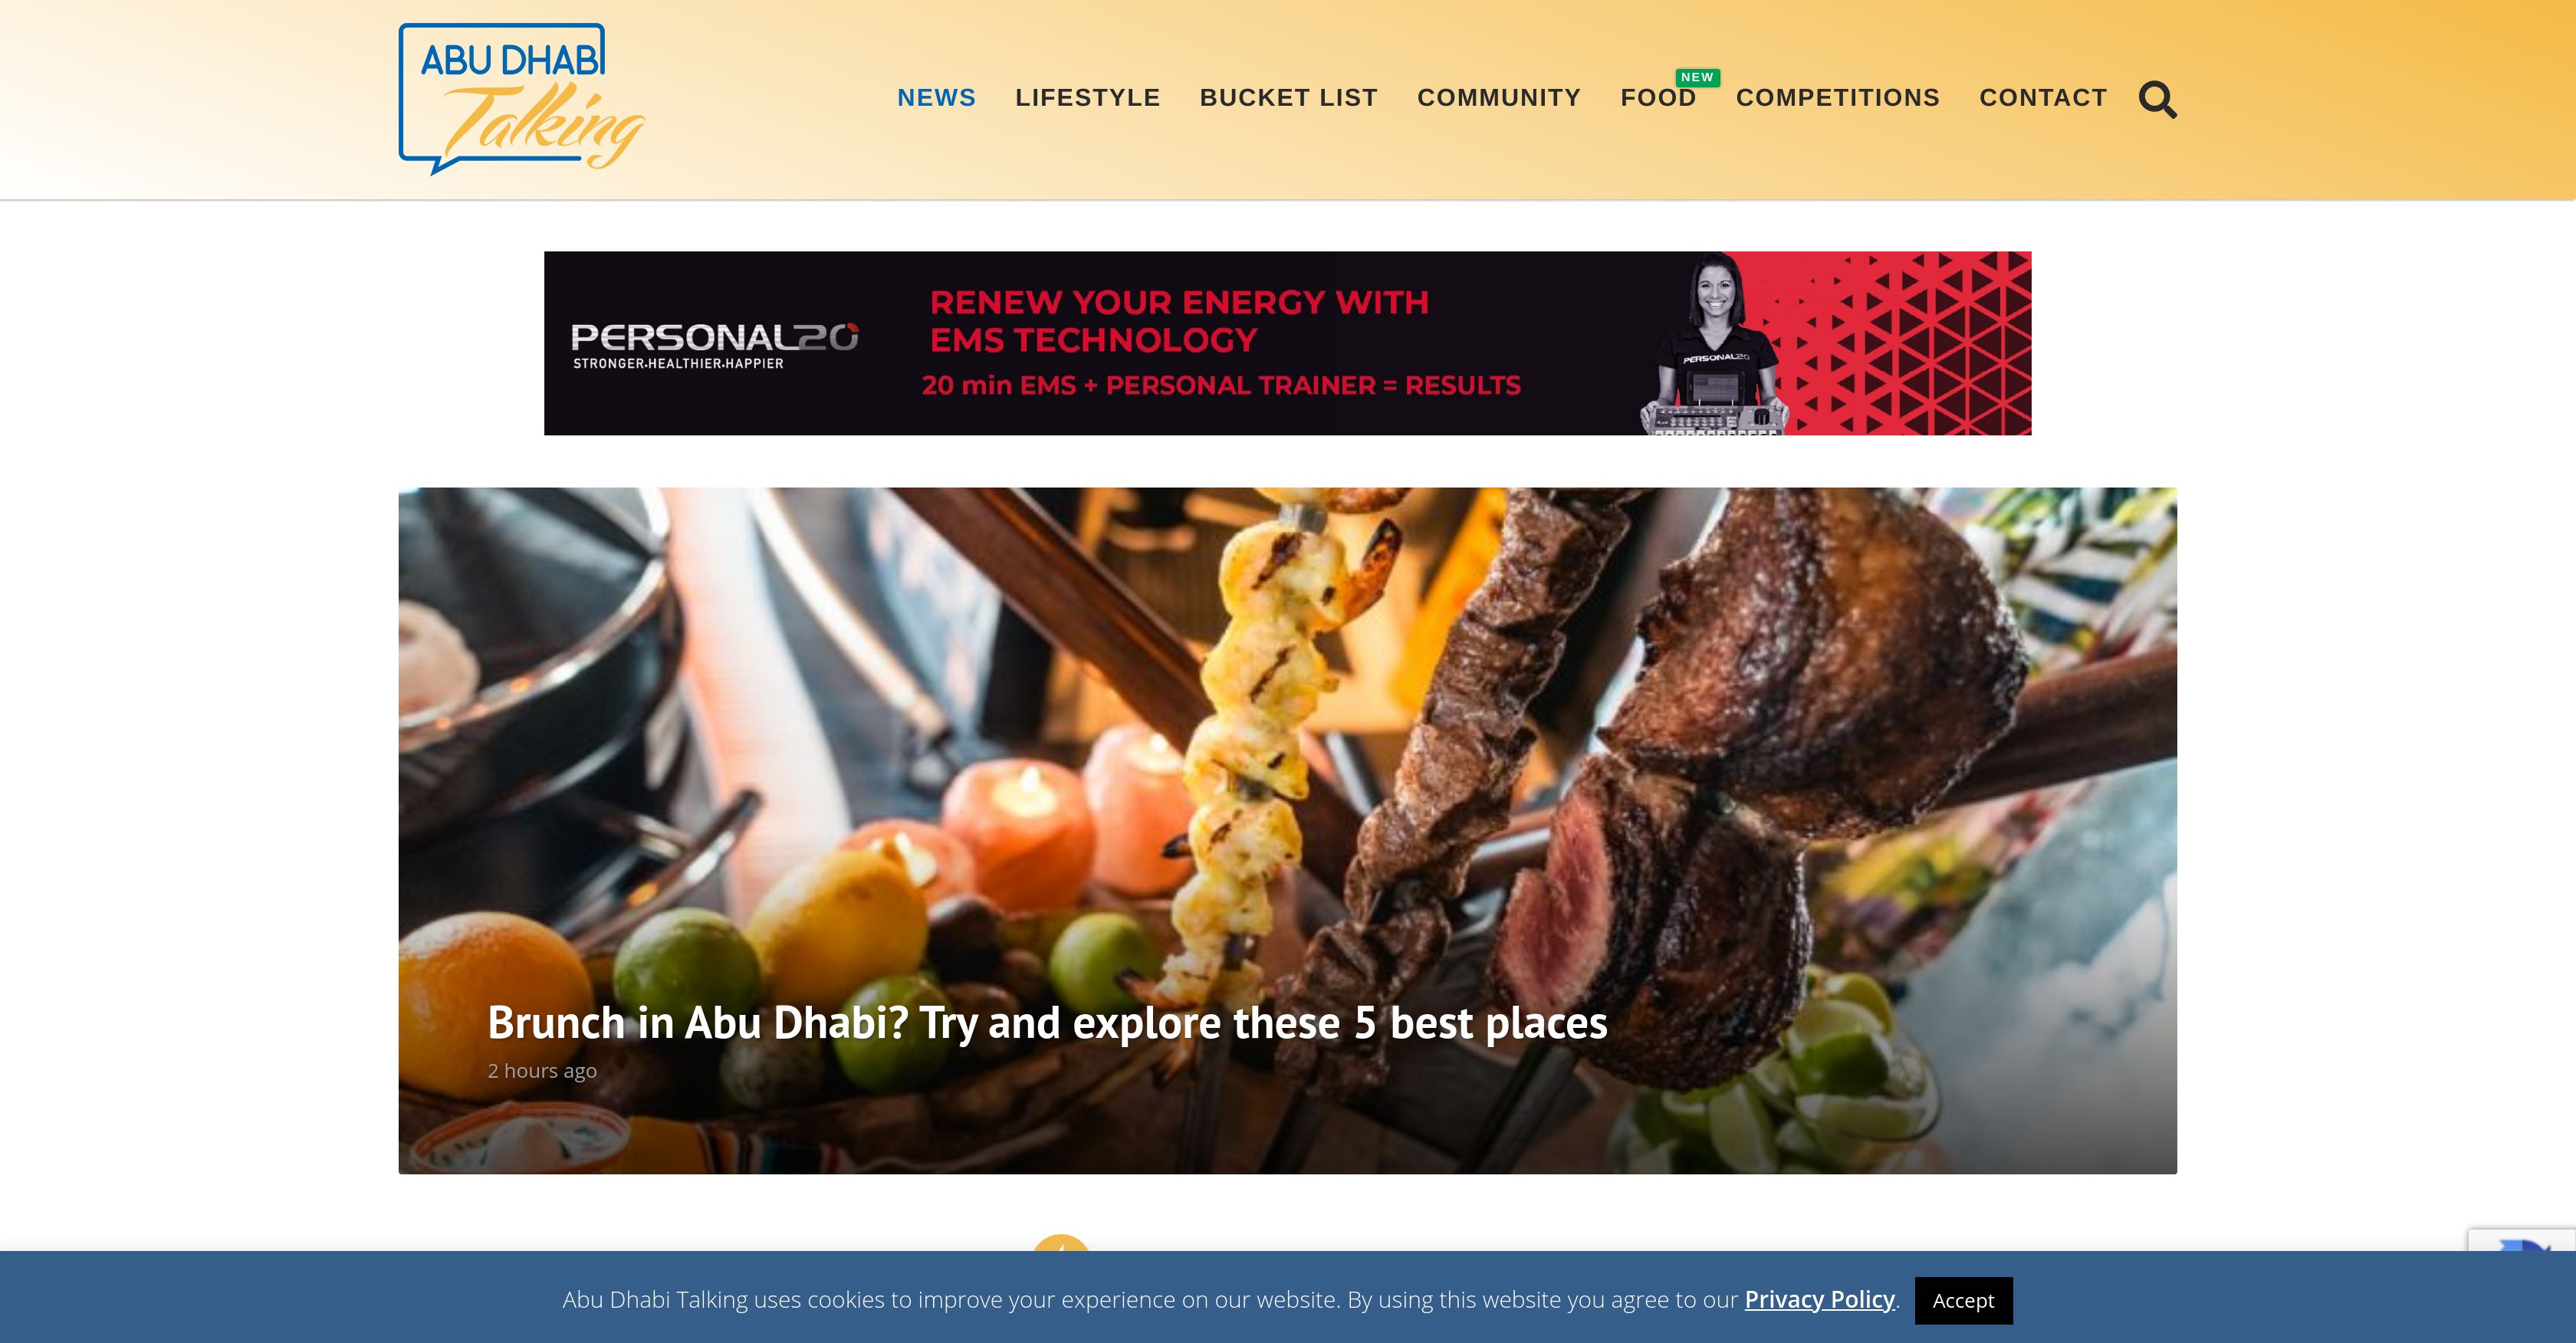 ABU DHABI
Talking
NEWS
LIFESTYLE
BUCKET LIST
COMMUNITY
FOOD
NEW
COMPETITIONS
CONTACT
PERSONAL20
STRONGER.HEALTHIER.HAPPIER
RENEW YOUR ENERGY WITH
EMS TECHNOLOGY
20 min EMS + PERSONAL TRAINER = RESULTS
PERSONAL20
Brunch in Abu Dhabi? Try and explore these 5 best places
2 hours ago
Abu Dhabi Talking uses cookies to improve your experience on our website. By using this website you agree to our Privacy Policy.
Accept